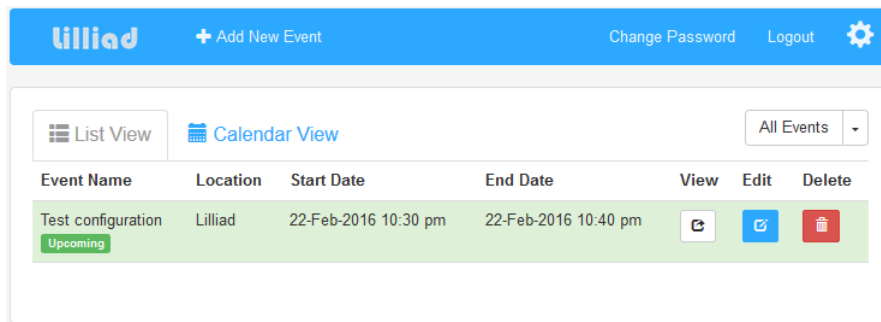 lilliad Add New Event Change Password Logout
List View Calendar View All Events
Event Name Location Start Date End Date View Edit Delete
Test configuration Lilliad 22-Feb-2016 10:30 pm 22-Feb-2016 10:40 pm
Upcoming